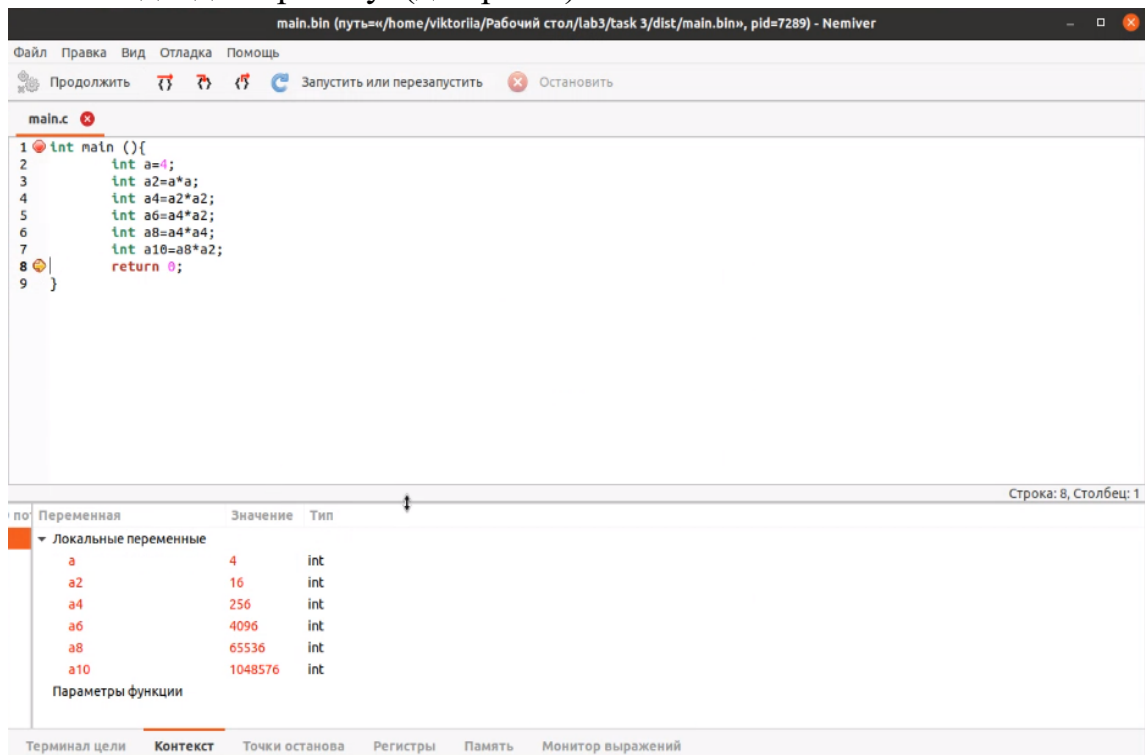 main.bin (путь=«/home/viktoriia/Рабочий стол/lab3/task 3/dist/main.bin», pid=7289) - Nemiver
Файл Правка Вид Отладка Помощь
Продолжить Запустить или перезапустить Остановить
main.c
1 int main (){
2 int a=4;
3 int a2=a*a;
4 int a4=a2*a2;
5 int a6=a4*a2;
6 int a8=a4*a4;
7 int a10=a8*a2;
8 return 0;
9 }
Строка: 8, Столбец: 1
Переменная Значение Тип
Локальные переменные
a 4 int
a2 16 int
a4 256 int
a6 4096 int
a8 65536 int
a10 1048576 int
Параметры функции
Терминал цели Контекст Точки останова Регистры Память Монитор выражений